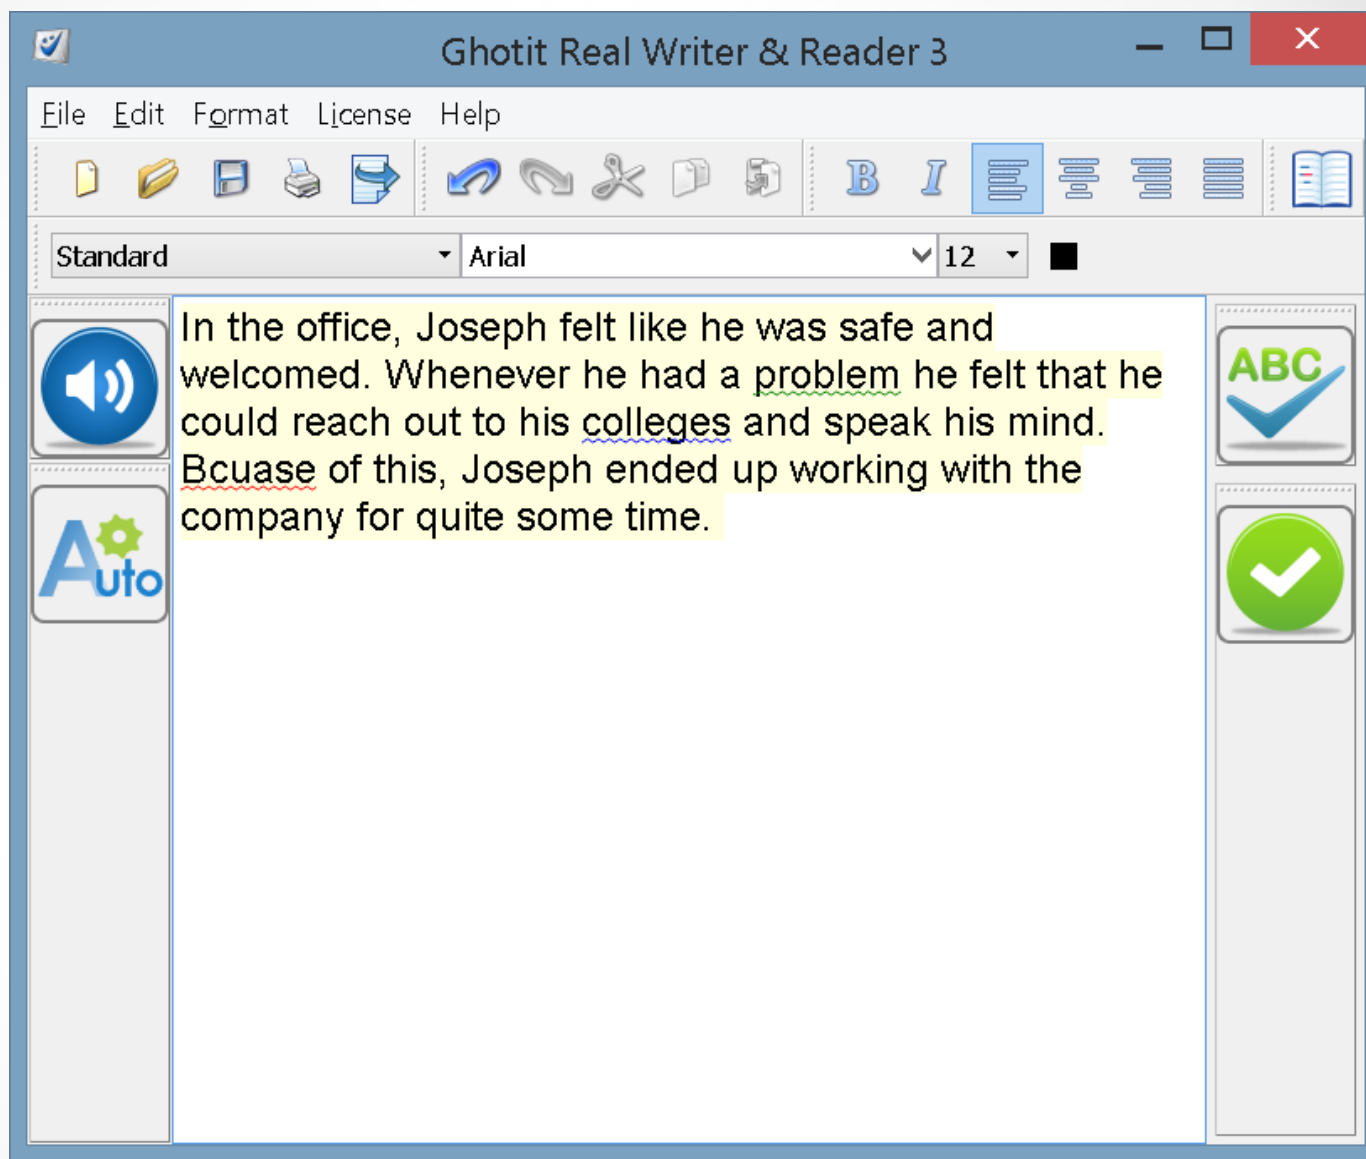 Ghotit Real Writer & Reader 3
File Edit Format License Help
B I
Standard Arial 12
In the office, Joseph felt like he was safe and
welcomed. Whenever he had a problem he felt that he
could reach out to his colleges and speak his mind.
Bcuase of this, Joseph ended up working with the
company for quite some time.
ABC
Auto